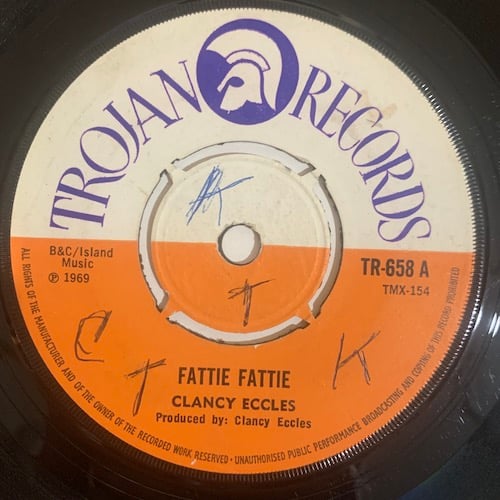 TROJAN RECORDS
B&C/Island
Music
℗ 1969
TR-658 A
TMX-154
T
C T K
FATTIE FATTIE
CLANCY ECCLES
Produced by: Clancy Eccles
ALL RIGHTS OF THE MANUFACTURER AND OF THE OWNER OF THE RECORDED WORK RESERVED • UNAUTHORISED PUBLIC PERFORMANCE BROADCASTING AND COPYING OF THIS RECORD PROHIBITED